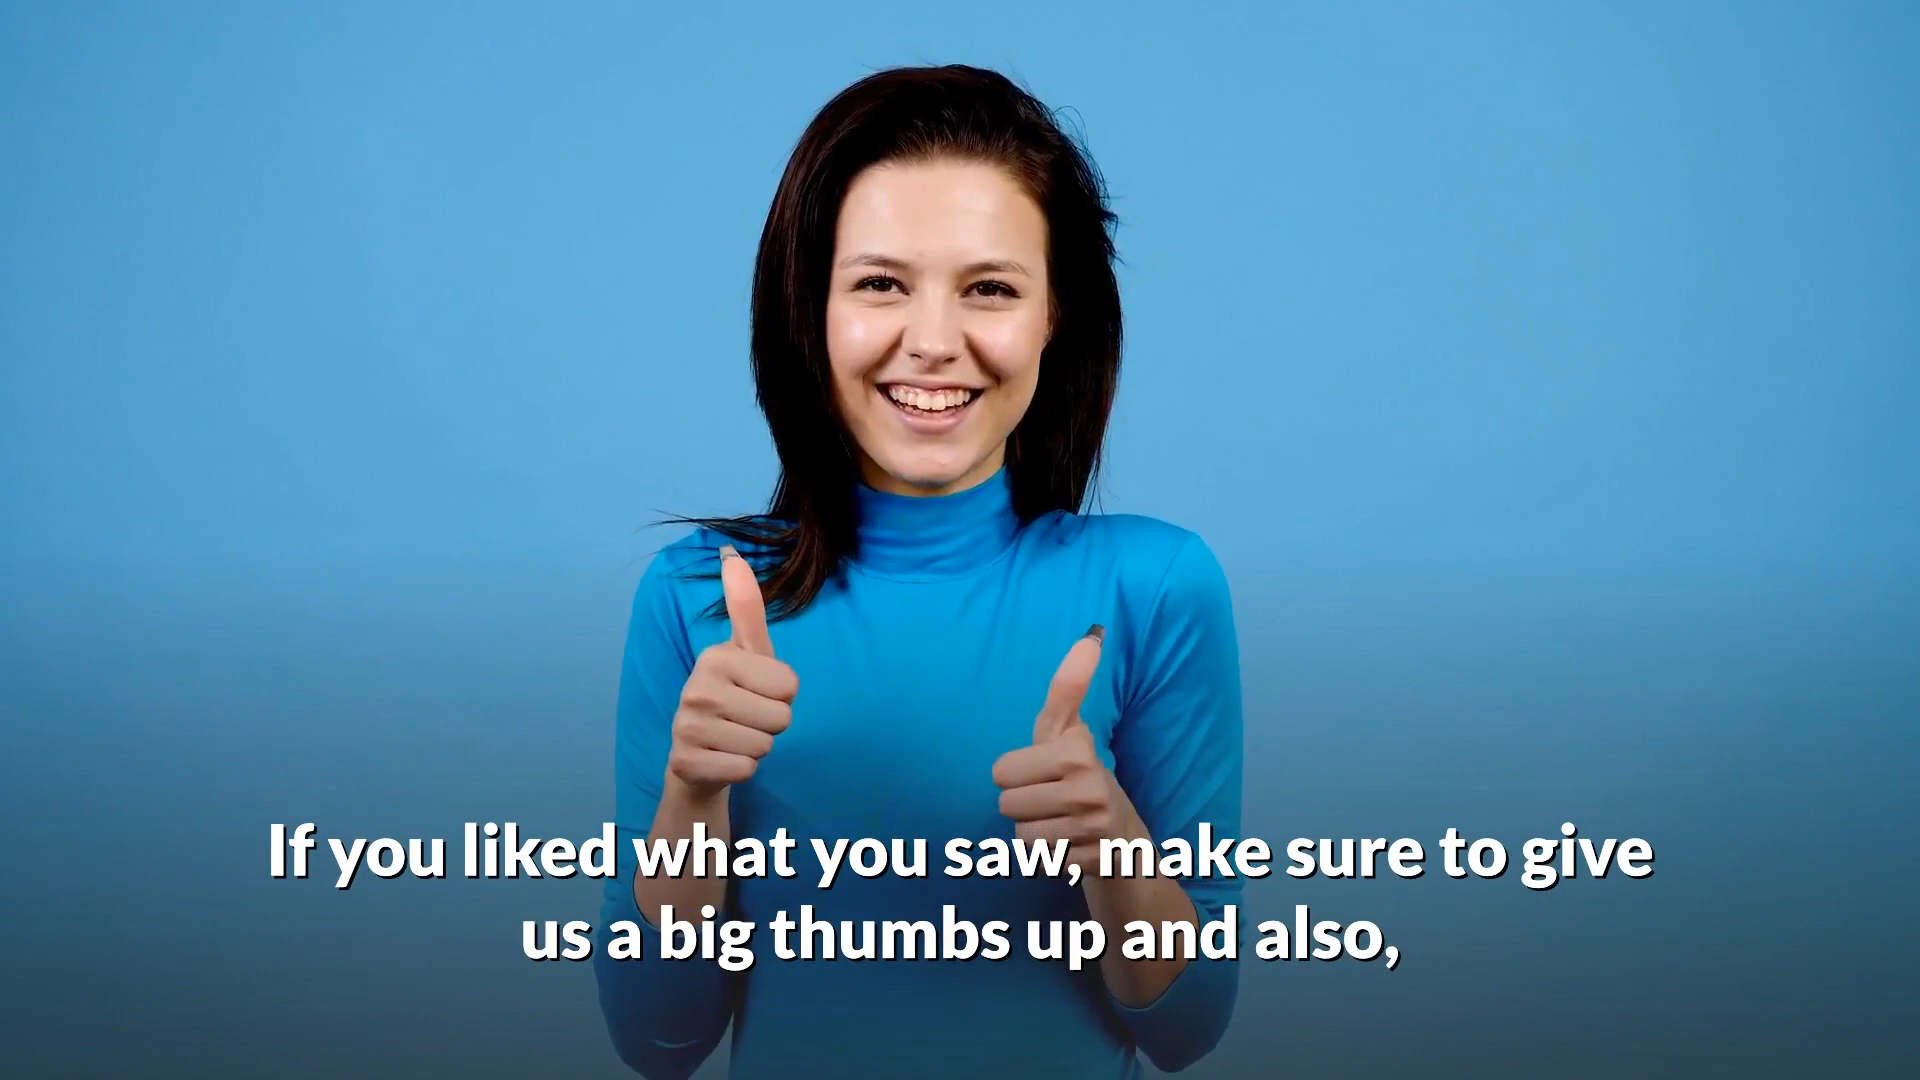 If you liked what you saw, make sure to give
us a big thumbs up and also,